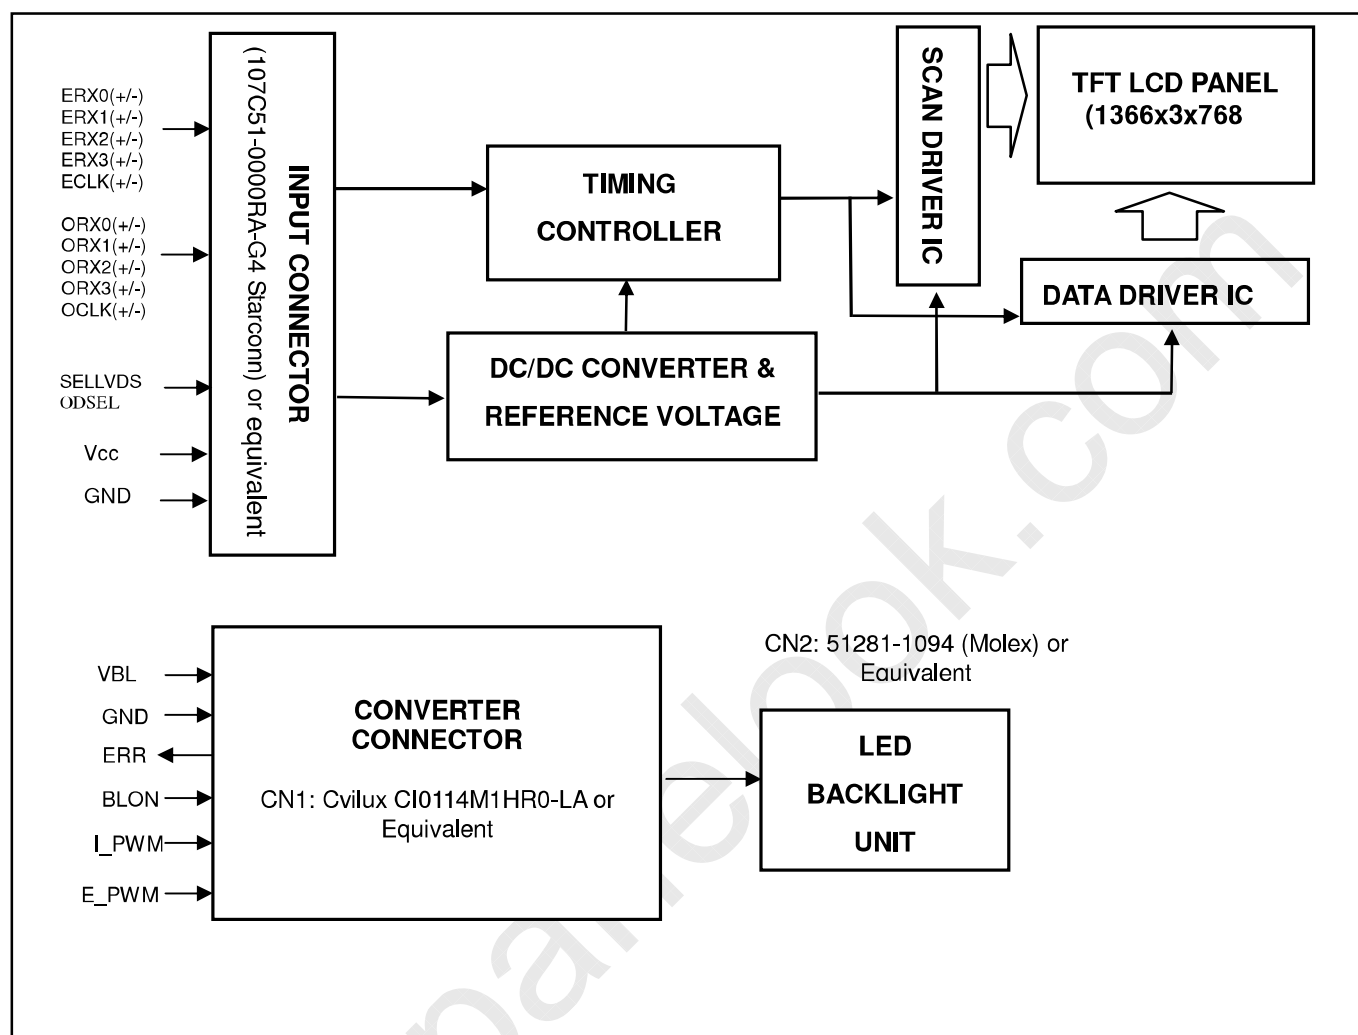 ERX0(+/-)
ERX1(+/-)
ERX2(+/-)
ERX3(+/-)
ECLK(+/-)
ORX0(+/-)
ORX1(+/-)
ORX2(+/-)
ORX3(+/-)
OCLK(+/-)
SELLVDS
ODSEL
Vcc
GND
INPUT CONNECTOR
(107C51-0000RA-G4 Starconn) or equivalent
TIMING
CONTROLLER
DC/DC CONVERTER &
REFERENCE VOLTAGE
SCAN DRIVER IC
TFT LCD PANEL
(1366x3x768
DATA DRIVER IC
VBL
GND
ERR
BLON
I_PWM
E_PWM
CONVERTER
CONNECTOR
CN1: Cvilux CI0114M1HR0-LA or
Equivalent
CN2: 51281-1094 (Molex) or
Equivalent
LED
BACKLIGHT
UNIT
panelook.com